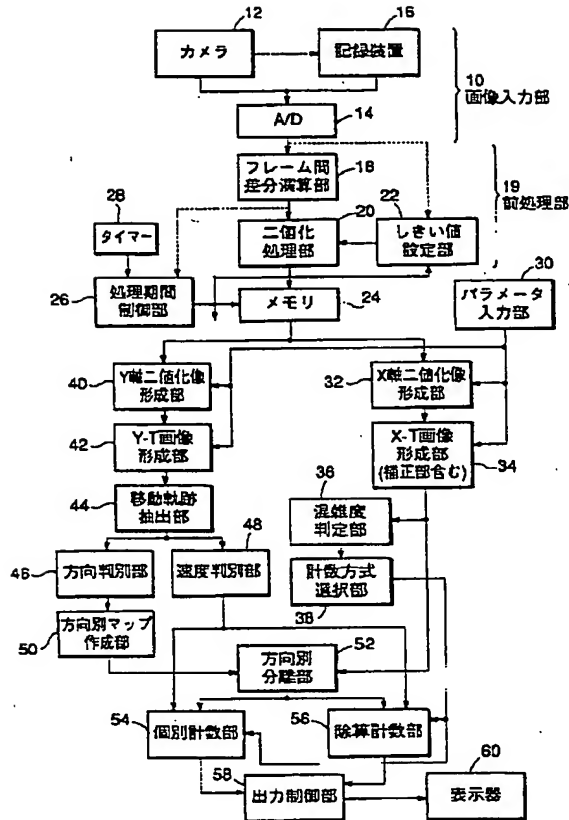 12
カメラ
16
記録装置
10
画像入力部
A/D
14
フレーム間
差分演算部
18
19
前処理部
28
タイマー
20
二値化
処理部
22
しきい値
設定部
26
処理期間
制御部
メモリ
24
30
パラメータ
入力部
40
Y軸二値化像
形成部
32
X軸二値化像
形成部
42
Y-T画像
形成部
X-T画像
形成部
(補正部含む)
34
44
移動軌跡
抽出部
36
混雑度
判定部
46
方向判別部
48
速度判別部
計数方式
選択部
38
50
方向別マップ
作成部
52
方向別
分離部
54
個別計数部
56
除算計数部
58
出力制御部
60
表示器